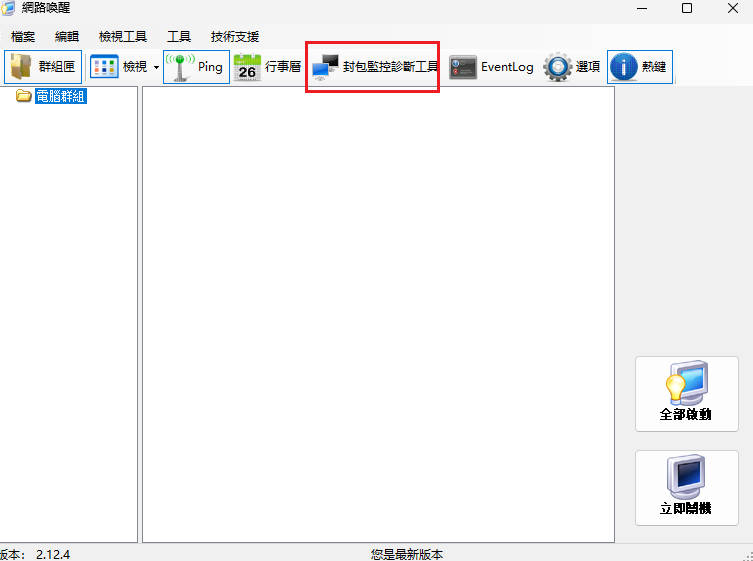 網路喚醒
檔案 編輯 檢視工具 工具 技術支援
群組匣 檢視 Ping 26 行事曆 封包監控診斷工具 EventLog 選項 熱鍵
電腦群組
全部啟動
立即關機
版本: 2.12.4 您是最新版本